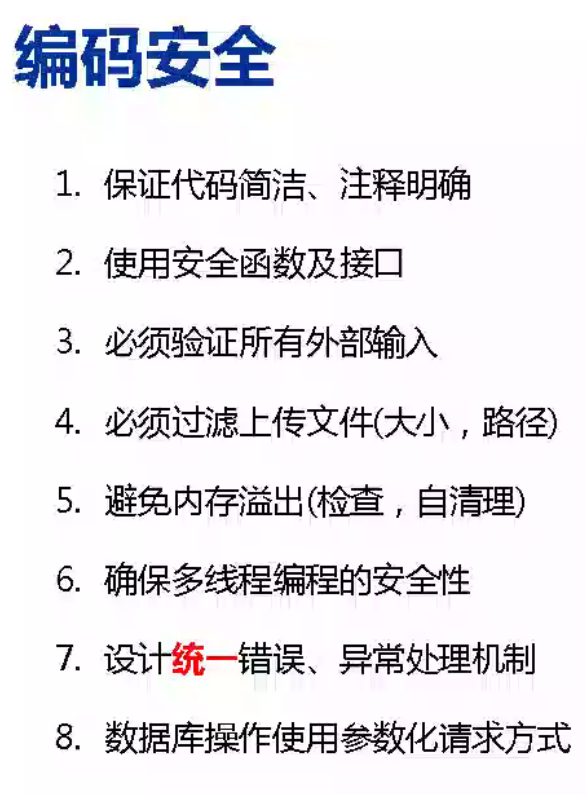 编码安全
1. 保证代码简洁、注释明确
2. 使用安全函数及接口
3. 必须验证所有外部输入
4. 必须过滤上传文件(大小，路径)
5. 避免内存溢出(检查，自清理)
6. 确保多线程编程的安全性
7. 设计统一错误、异常处理机制
8. 数据库操作使用参数化请求方式